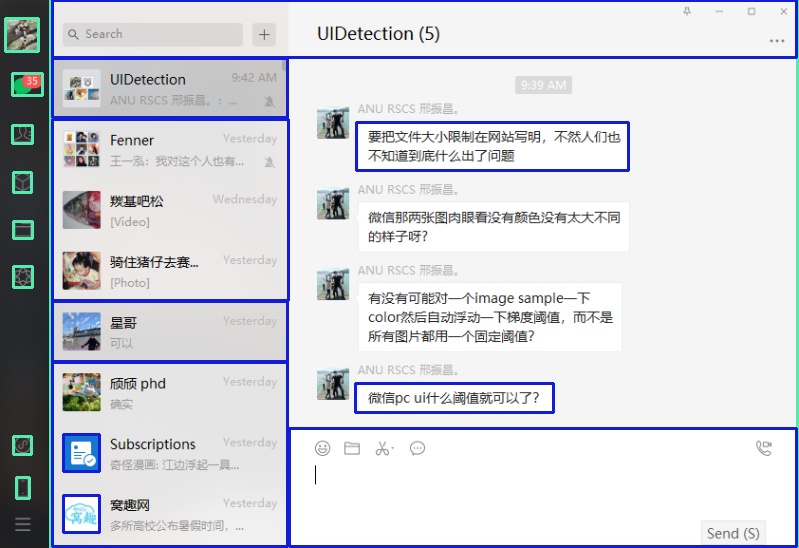 Search
UIDetection (5)
35
UIDetection
9:42 AM
ANU RSCS 邢振昌。: ...
Fenner
Yesterday
王一泓: 我对这个人也有...
羰基吧松
Wednesday
[Video]
骑住猪仔去赛...
Yesterday
[Photo]
星哥
Yesterday
可以
颀颀 phd
Yesterday
确实
Subscriptions
Yesterday
奇怪漫画: 江边浮起一具...
窝趣网
Yesterday
多所高校公布暑假时间, ...
窝趣
9:39 AM
ANU RSCS 邢振昌。
要把文件大小限制在网站写明，不然人们也
不知道到底什么出了问题
ANU RSCS 邢振昌。
微信那两张图肉眼看没有颜色没有太大不同
的样子呀?
ANU RSCS 邢振昌。
有没有可能对一个image sample一下
color然后自动浮动一下梯度阈值，而不是
所有图片都用一个固定阈值?
ANU RSCS 邢振昌。
微信pc ui什么阈值就可以了?
Send (S)